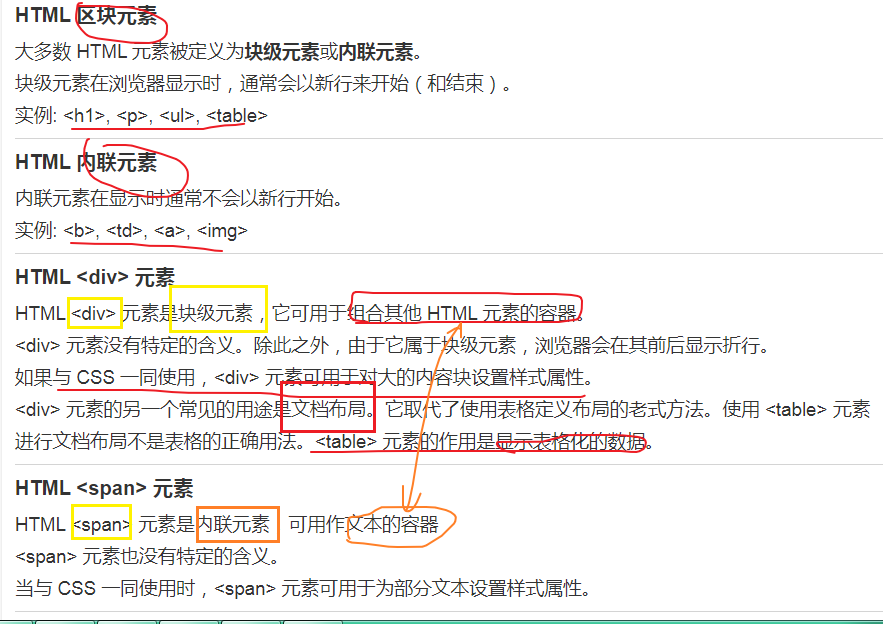 HTML 区块元素
大多数 HTML 元素被定义为块级元素或内联元素。
块级元素在浏览器显示时，通常会以新行来开始（和结束）。
实例: <h1>, <p>, <ul>, <table>
HTML 内联元素
内联元素在显示时通常不会以新行开始。
实例: <b>, <td>, <a>, <img>
HTML <div> 元素
HTML <div> 元素是块级元素，它可用于组合其他 HTML 元素的容器。
<div> 元素没有特定的含义。除此之外，由于它属于块级元素，浏览器会在其前后显示折行。
如果与 CSS 一同使用，<div> 元素可用于对大的内容块设置样式属性。
<div> 元素的另一个常见的用途是文档布局。它取代了使用表格定义布局的老式方法。使用 <table> 元素
进行文档布局不是表格的正确用法。<table> 元素的作用是显示表格化的数据。
HTML <span> 元素
HTML <span> 元素是内联元素 可用作文本的容器
<span> 元素也没有特定的含义。
当与 CSS 一同使用时，<span> 元素可用于为部分文本设置样式属性。